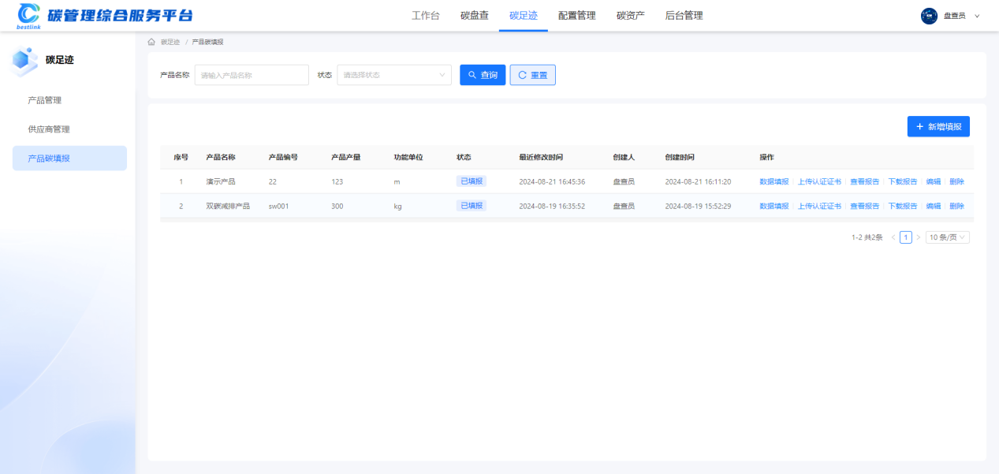 bestlink
碳管理综合服务平台 工作台 碳盘查 碳足迹 配置管理 碳资产 后台管理 盘查员
碳足迹
产品管理
供应商管理
产品碳填报
碳足迹 / 产品碳填报
产品名称 请输入产品名称 状态 请选择状态 查询 重置
新增填报
序号 产品名称 产品编号 产品产量 功能单位 状态 最近修改时间 创建人 创建时间 操作
1 演示产品 22 123 m 已填报 2024-08-21 16:45:36 盘查员 2024-08-21 16:11:20 数据填报 上传认证证书 查看报告 下载报告 编辑 删除
2 双碳减排产品 sw001 300 kg 已填报 2024-08-19 16:35:52 盘查员 2024-08-19 15:52:29 数据填报 上传认证证书 查看报告 下载报告 编辑 删除
1-2 共2条 < 1 > 10 条/页